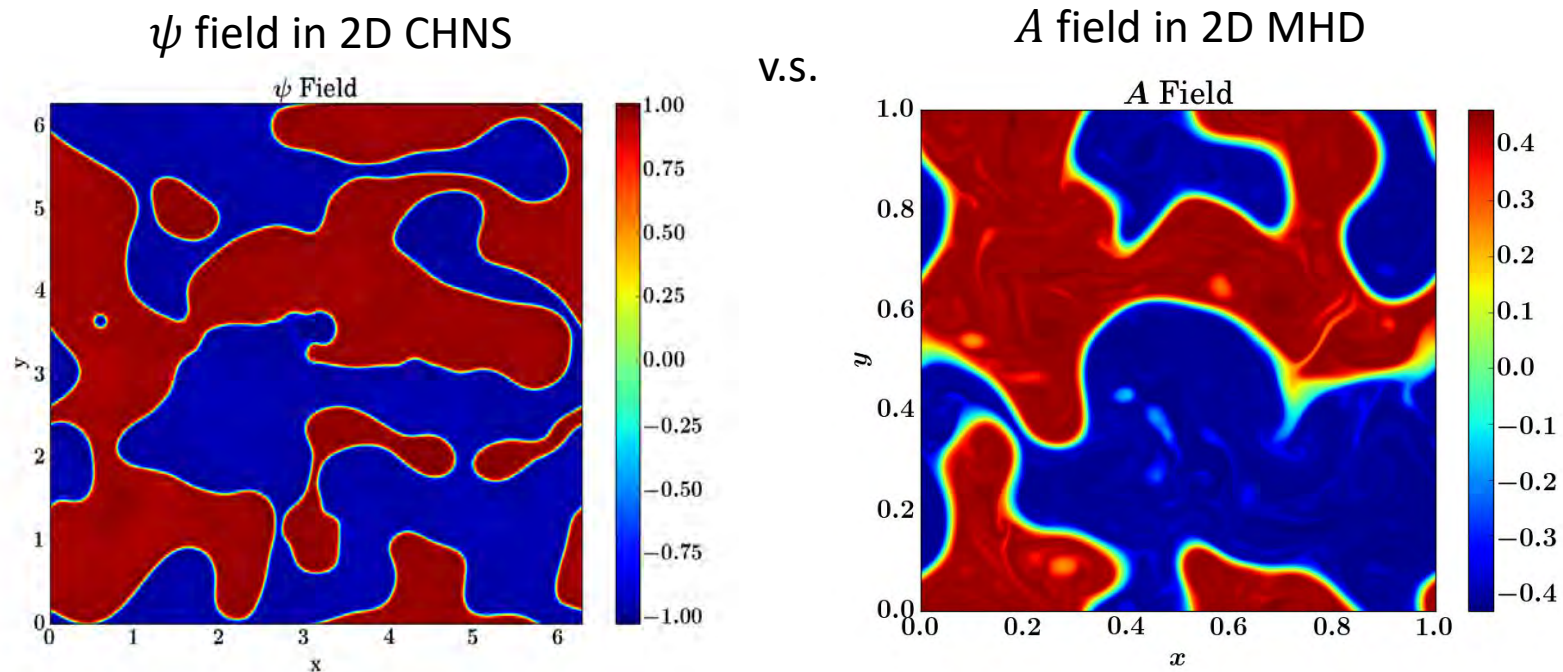 ψ field in 2D CHNS
v.s.
A field in 2D MHD
ψ Field
6
5
4
3
2
1
0
y
0 1 2 3 4 5 6
x
1.00
0.75
0.50
0.25
0.00
−0.25
−0.50
−0.75
−1.00
A Field
1.0
0.8
0.6
0.4
0.2
0.0
y
0.0 0.2 0.4 0.6 0.8 1.0
x
0.4
0.3
0.2
0.1
0.0
−0.1
−0.2
−0.3
−0.4